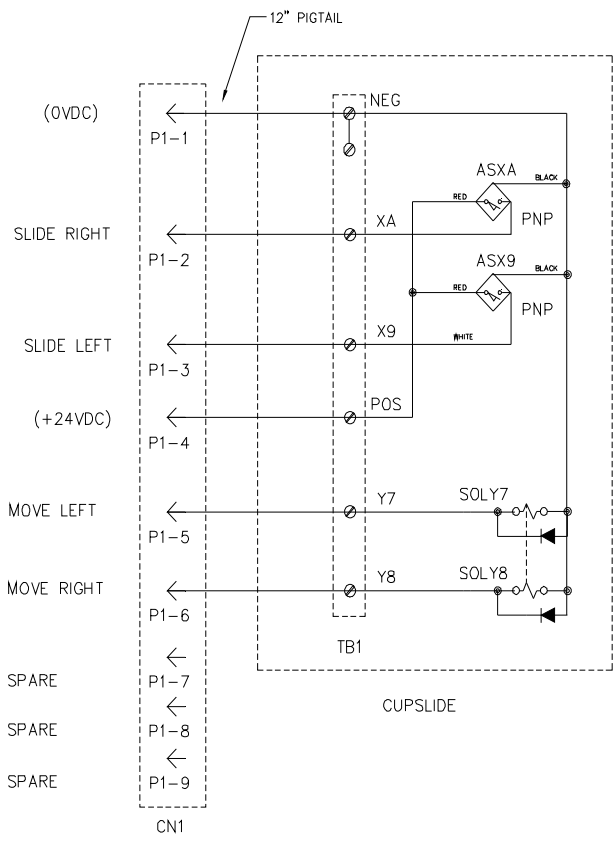 12" PIGTAIL
(0VDC)
P1-1
NEG
ASXA
BLACK
RED
PNP
SLIDE RIGHT
P1-2
XA
ASX9
BLACK
RED
PNP
SLIDE LEFT
P1-3
X9
WHITE
(+24VDC)
P1-4
POS
MOVE LEFT
P1-5
Y7
SOLY7
MOVE RIGHT
P1-6
Y8
SOLY8
TB1
SPARE
P1-7
CUPSLIDE
SPARE
P1-8
SPARE
P1-9
CN1